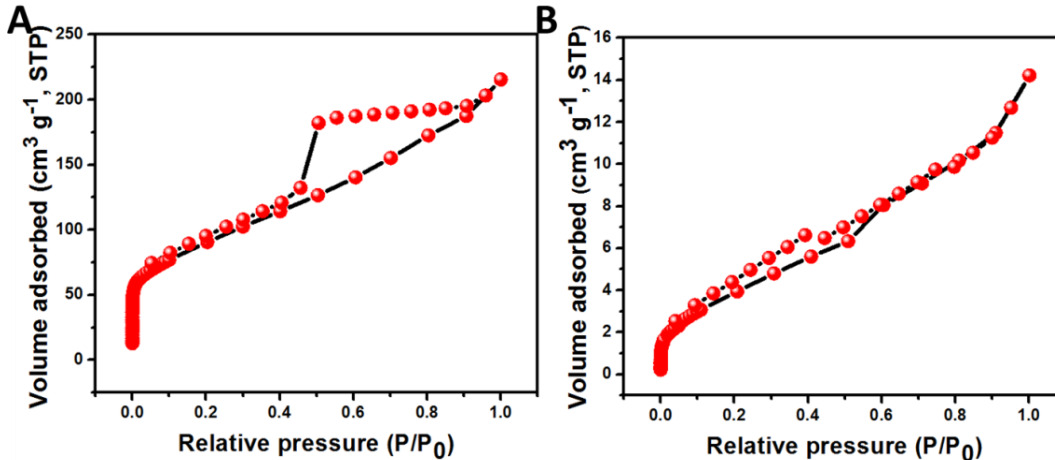 A
Volume adsorbed (cm³ g⁻¹, STP)
250
200
150
100
50
0
0.0 0.2 0.4 0.6 0.8 1.0
Relative pressure (P/P₀)
B
Volume adsorbed (cm³ g⁻¹, STP)
16
14
12
10
8
6
4
2
0
0.0 0.2 0.4 0.6 0.8 1.0
Relative pressure (P/P₀)